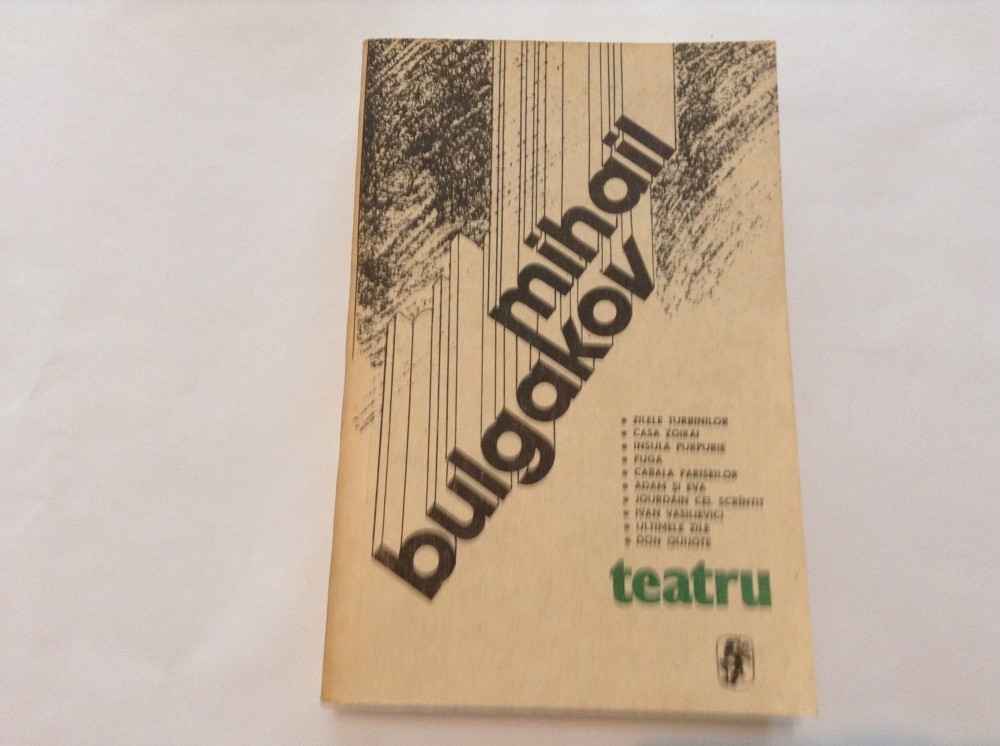 mihail
bulgakov
• ZILELE TURBINILOR
• CASA ZOIKAI
• INSULA PURPURIE
• FUGA
• CABALA FARISEILOR
• ADAM ȘI EVA
• JOURDAIN CEL SCRÎNTIT
• IVAN VASILIEVICI
• ULTIMELE ZILE
• DON QUIJOTE
teatru